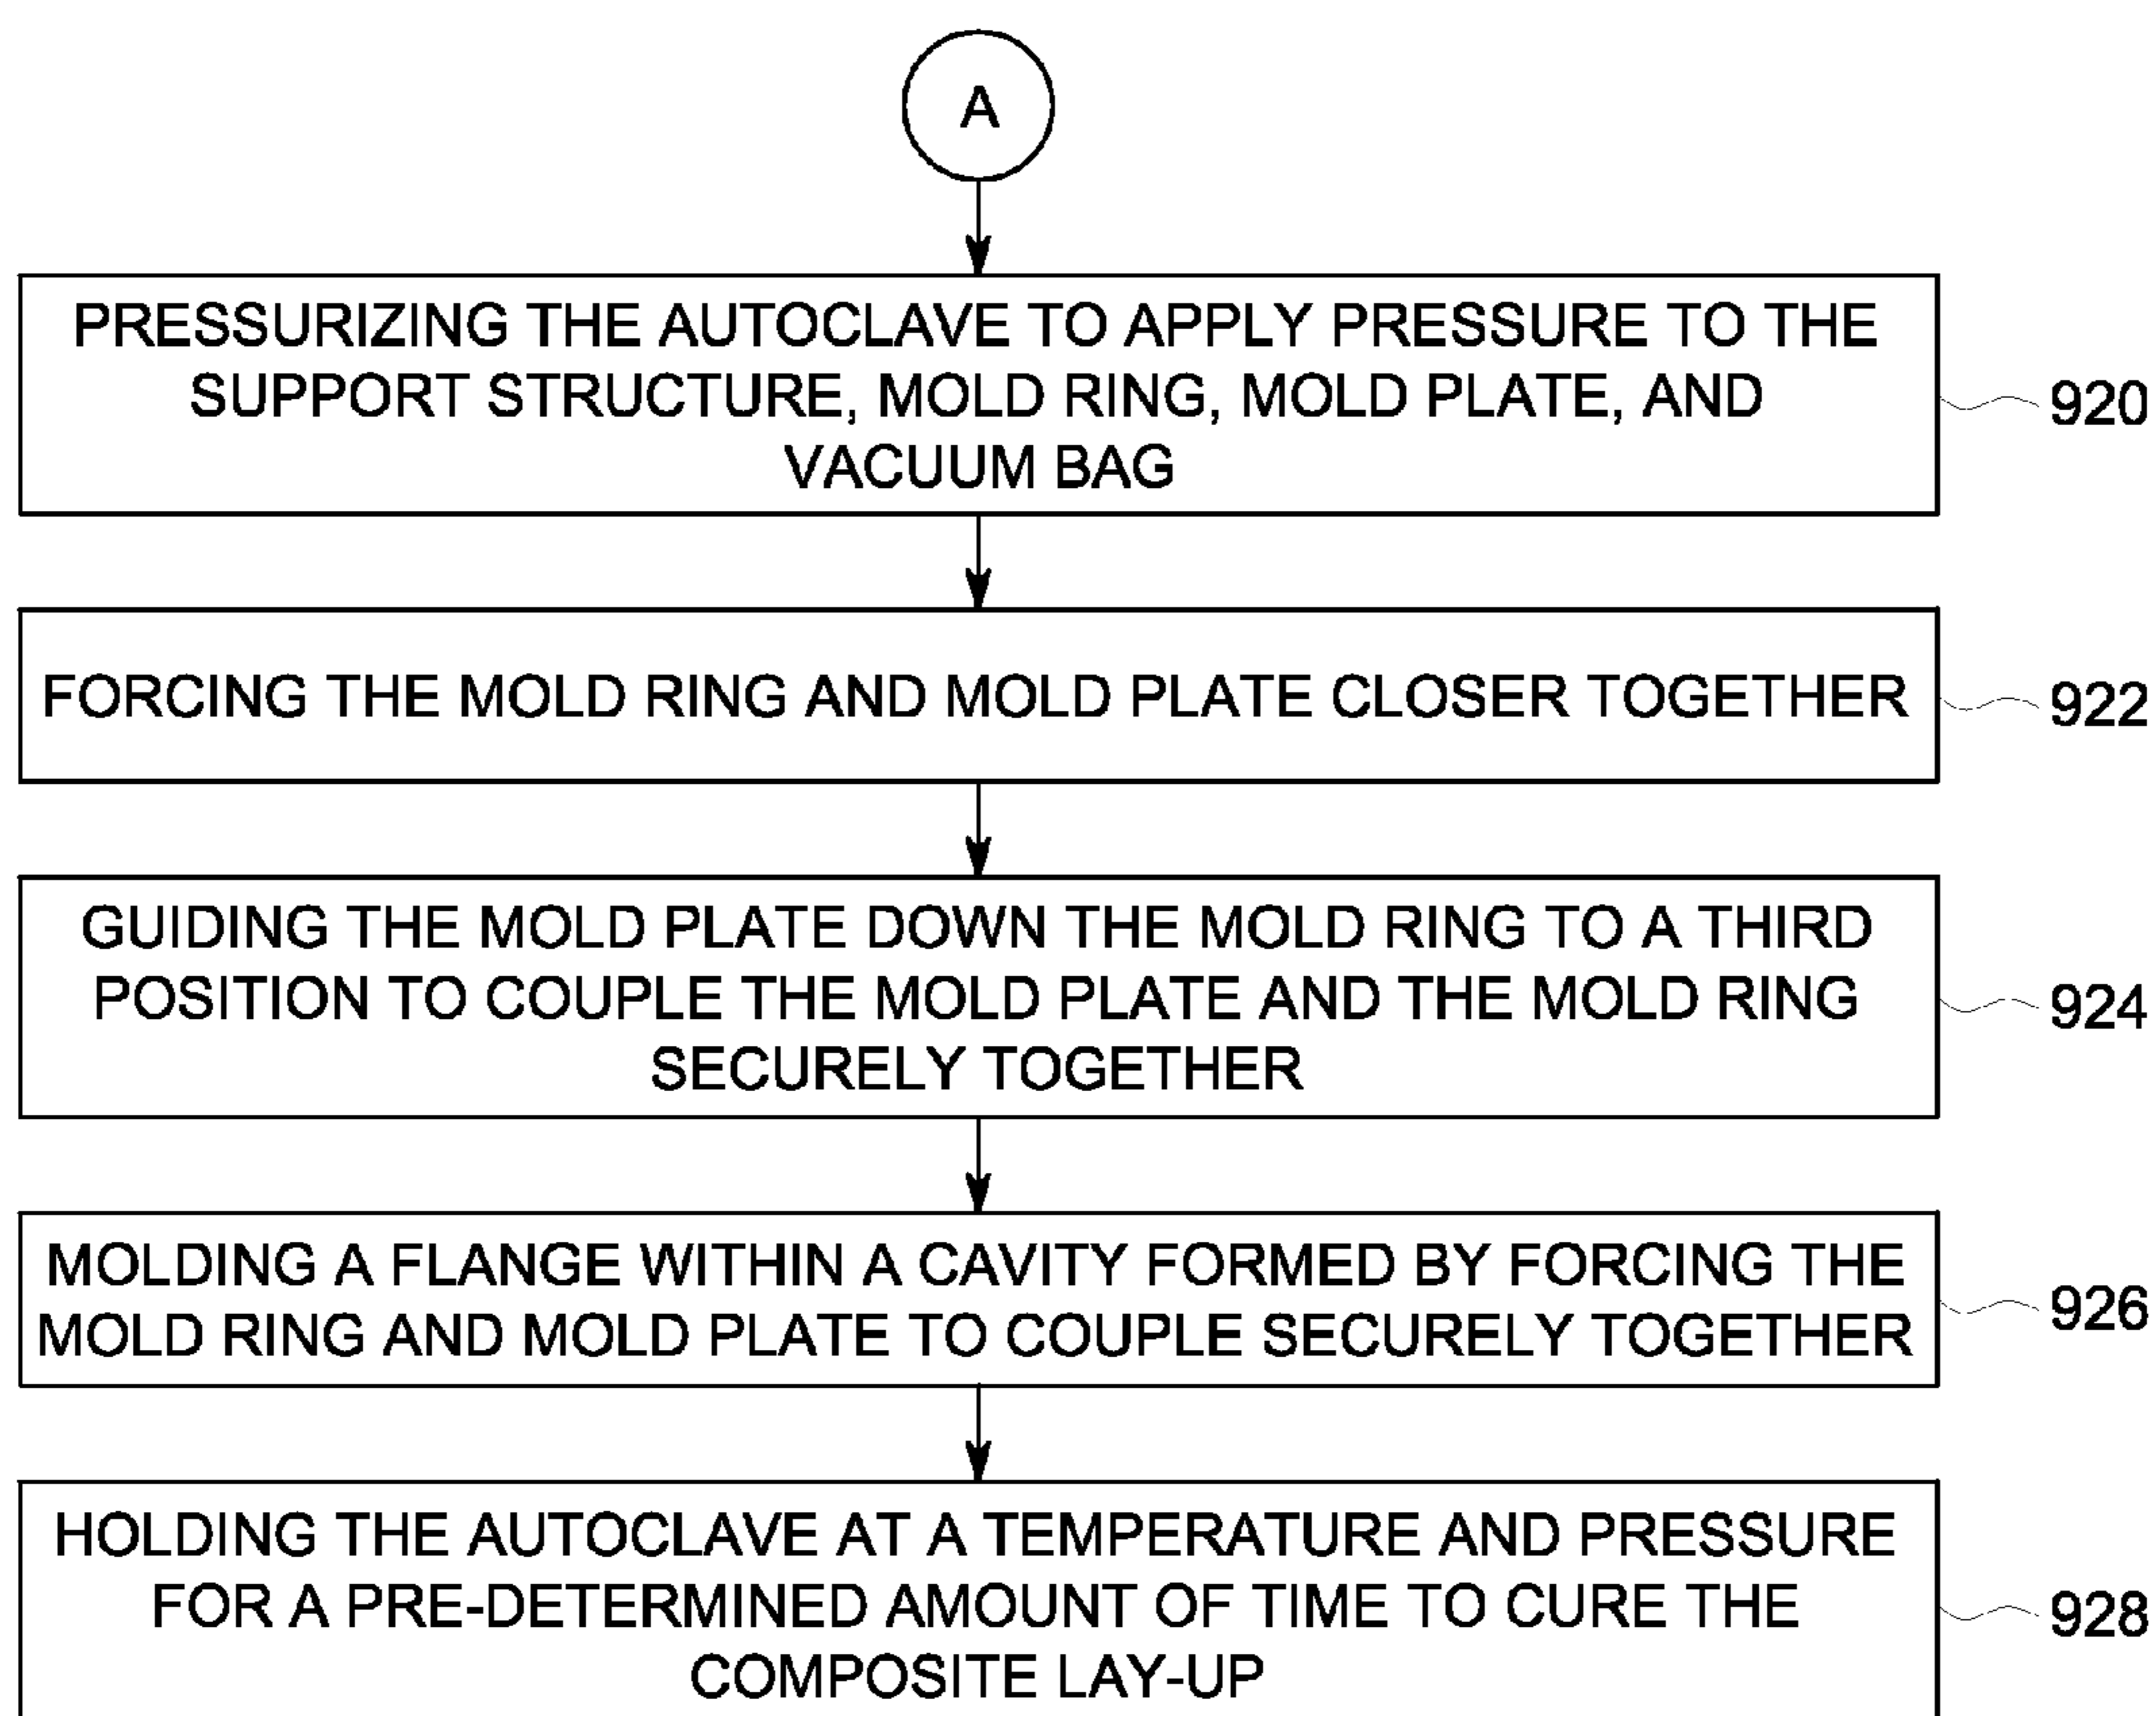 A
PRESSURIZING THE AUTOCLAVE TO APPLY PRESSURE TO THE
SUPPORT STRUCTURE, MOLD RING, MOLD PLATE, AND
VACUUM BAG
920
FORCING THE MOLD RING AND MOLD PLATE CLOSER TOGETHER
922
GUIDING THE MOLD PLATE DOWN THE MOLD RING TO A THIRD
POSITION TO COUPLE THE MOLD PLATE AND THE MOLD RING
SECURELY TOGETHER
924
MOLDING A FLANGE WITHIN A CAVITY FORMED BY FORCING THE
MOLD RING AND MOLD PLATE TO COUPLE SECURELY TOGETHER
926
HOLDING THE AUTOCLAVE AT A TEMPERATURE AND PRESSURE
FOR A PRE-DETERMINED AMOUNT OF TIME TO CURE THE
COMPOSITE LAY-UP
928